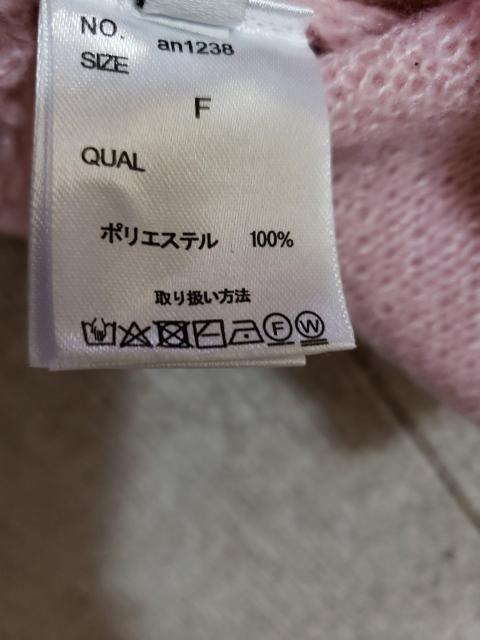 NO. an1238
SIZE
F
QUAL
ポリエステル 100%
取り扱い方法
F W